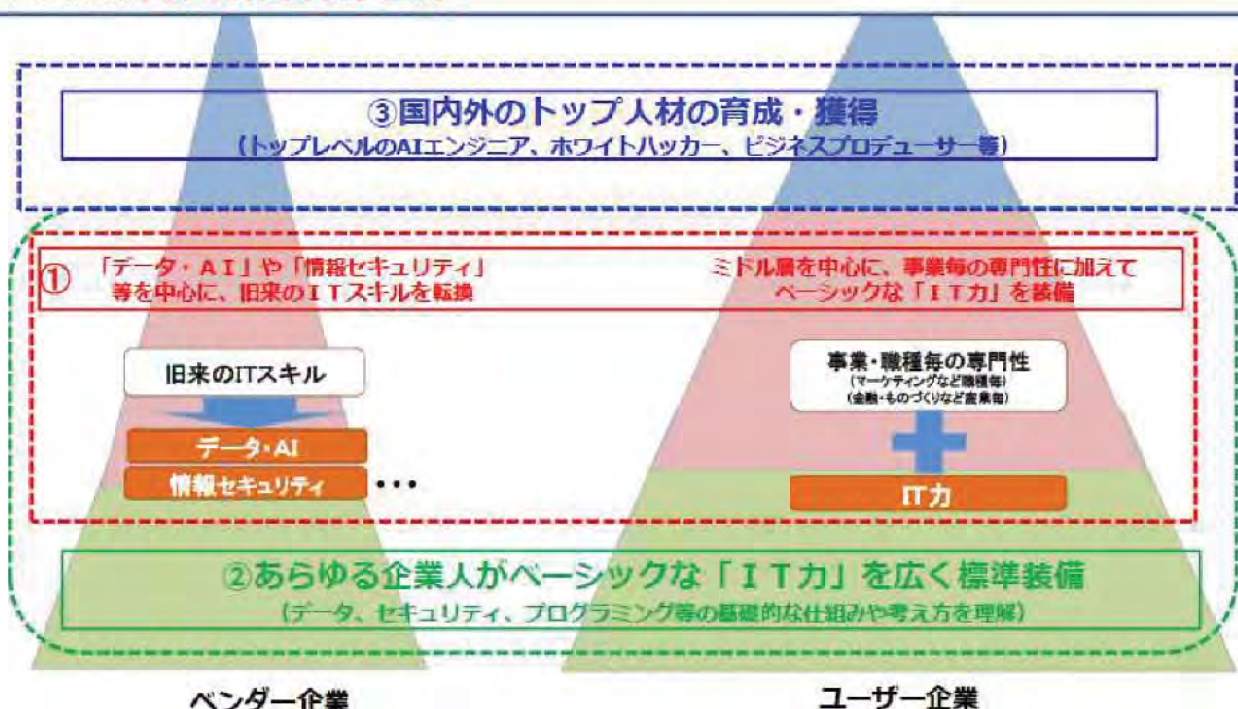 ③国内外のトップ人材の育成・獲得
(トップレベルのAIエンジニア、ホワイトハッカー、ビジネスプロデューサー等)
①
「データ・ＡＩ」や「情報セキュリティ」
等を中心に、旧来のＩＴスキルを転換
ミドル層を中心に、事業毎の専門性に加えて
ベーシックな「ＩＴ力」を装備
旧来のITスキル
データ・AI
情報セキュリティ
•••
事業・職種毎の専門性
(マーケティングなど職種毎)
(金融・ものづくりなど産業毎)
IT力
②あらゆる企業人がベーシックな「ＩＴ力」を広く標準装備
(データ、セキュリティ、プログラミング等の基礎的な仕組みや考え方を理解)
ベンダー企業
ユーザー企業